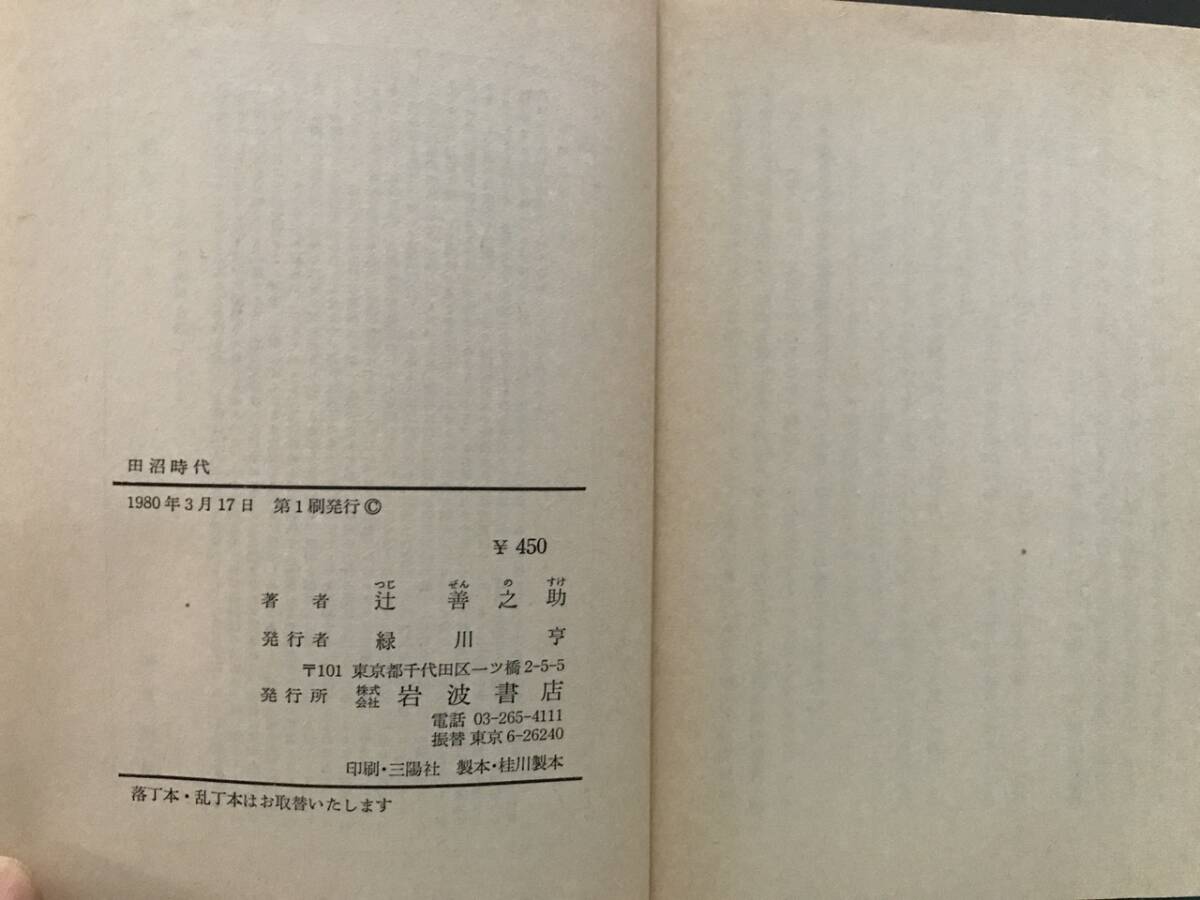 田沼時代
1980年3月17日 第1刷発行©
¥ 450
つじ ぜん の すけ
著者 辻善之助
発行者 緑川亨
〒101 東京都千代田区一ツ橋2-5-5
発行所 株式会社 岩波書店
電話 03-265-4111
振替 東京6-26240
印刷・三陽社 製本・桂川製本
落丁本・乱丁本はお取替いたします